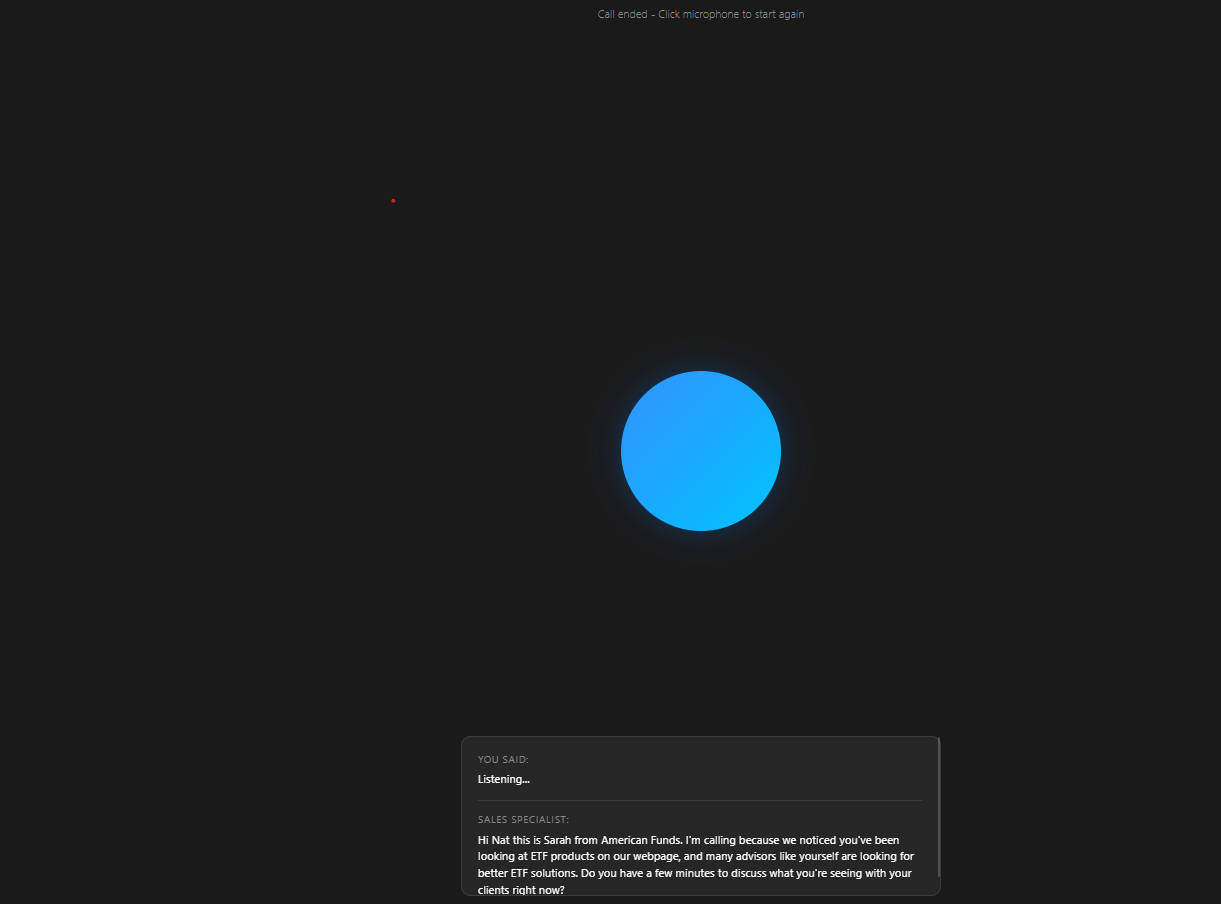 Call ended - Click microphone to start again
YOU SAID:
Listening...
SALES SPECIALIST:
Hi Nat this is Sarah from American Funds. I'm calling because we noticed you've been
looking at ETF products on our webpage, and many advisors like yourself are looking for
better ETF solutions. Do you have a few minutes to discuss what you're seeing with your
clients right now?